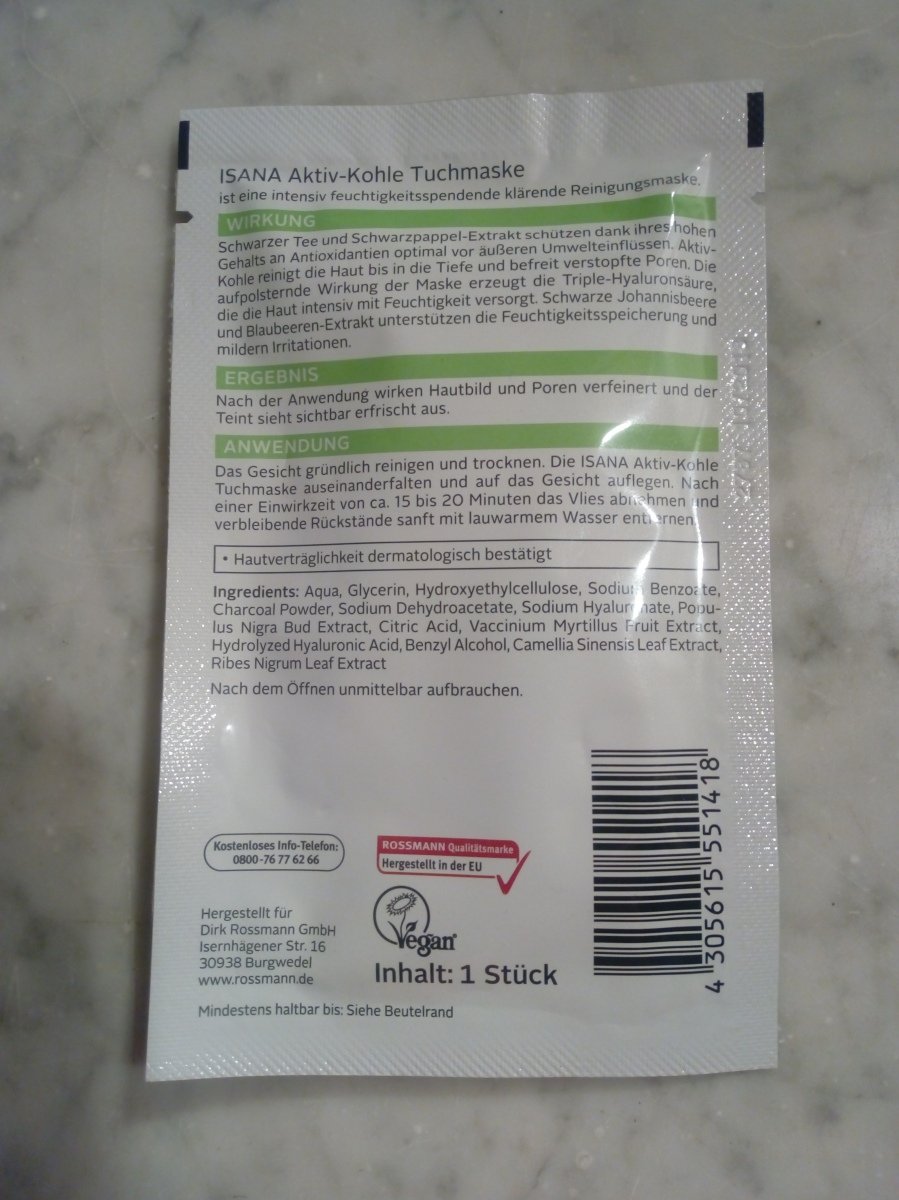 ISANA Aktiv-Kohle Tuchmaske
ist eine intensiv feuchtigkeitsspendende klärende Reinigungsmaske.
WIRKUNG
Schwarzer Tee und Schwarzpappel-Extrakt schützen dank ihres hohen
Gehalts an Antioxidantien optimal vor äußeren Umwelteinflüssen. Aktiv-
Kohle reinigt die Haut bis in die Tiefe und befreit verstopfte Poren. Die
aufpolsternde Wirkung der Maske erzeugt die Triple-Hyaluronsäure,
die die Haut intensiv mit Feuchtigkeit versorgt. Schwarze Johannisbeere
und Blaubeeren-Extrakt unterstützen die Feuchtigkeitsspeicherung und
mildern Irritationen.
ERGEBNIS
Nach der Anwendung wirken Hautbild und Poren verfeinert und der
Teint sieht sichtbar erfrischt aus.
ANWENDUNG
Das Gesicht gründlich reinigen und trocknen. Die ISANA Aktiv-Kohle
Tuchmaske auseinanderfalten und auf das Gesicht auflegen. Nach
einer Einwirkzeit von ca. 15 bis 20 Minuten das Vlies abnehmen und
verbleibende Rückstände sanft mit lauwarmem Wasser entfernen.
• Hautverträglichkeit dermatologisch bestätigt
Ingredients: Aqua, Glycerin, Hydroxyethylcellulose, Sodium Benzoate,
Charcoal Powder, Sodium Dehydroacetate, Sodium Hyaluronate, Popu-
lus Nigra Bud Extract, Citric Acid, Vaccinium Myrtillus Fruit Extract,
Hydrolyzed Hyaluronic Acid, Benzyl Alcohol, Camellia Sinensis Leaf Extract,
Ribes Nigrum Leaf Extract
Nach dem Öffnen unmittelbar aufbrauchen.
Kostenloses Info-Telefon:
0800-76 77 62 66
ROSSMANN Qualitätsmarke
Hergestellt in der EU
Vegan
Hergestellt für
Dirk Rossmann GmbH
Isernhägener Str. 16
30938 Burgwedel
www.rossmann.de
Inhalt: 1 Stück
Mindestens haltbar bis: Siehe Beutelrand
4 305615 551418